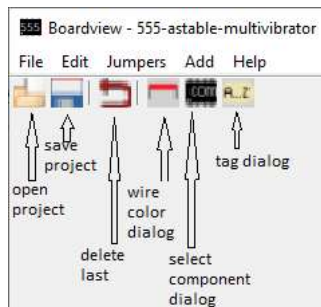 555 Boardview - 555-astable-multivibrator
File Edit Jumpers Add Help
COM A...Z
save
project
tag dialog
open
project
wire
color
dialog
delete
last
select
component
dialog